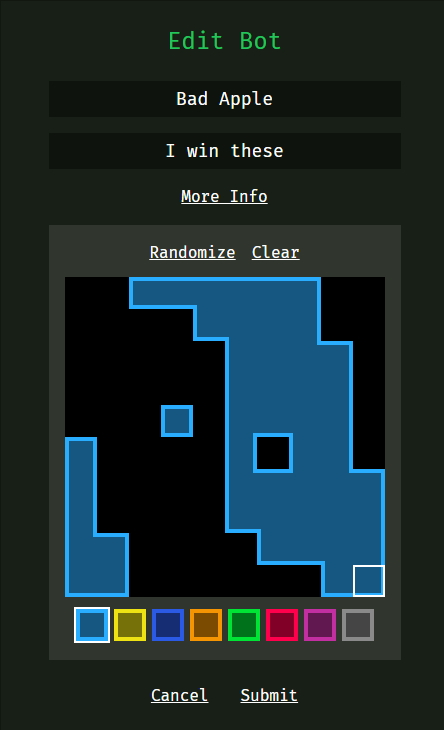 Edit Bot
Bad Apple
I win these
More Info
Randomize Clear
Cancel Submit